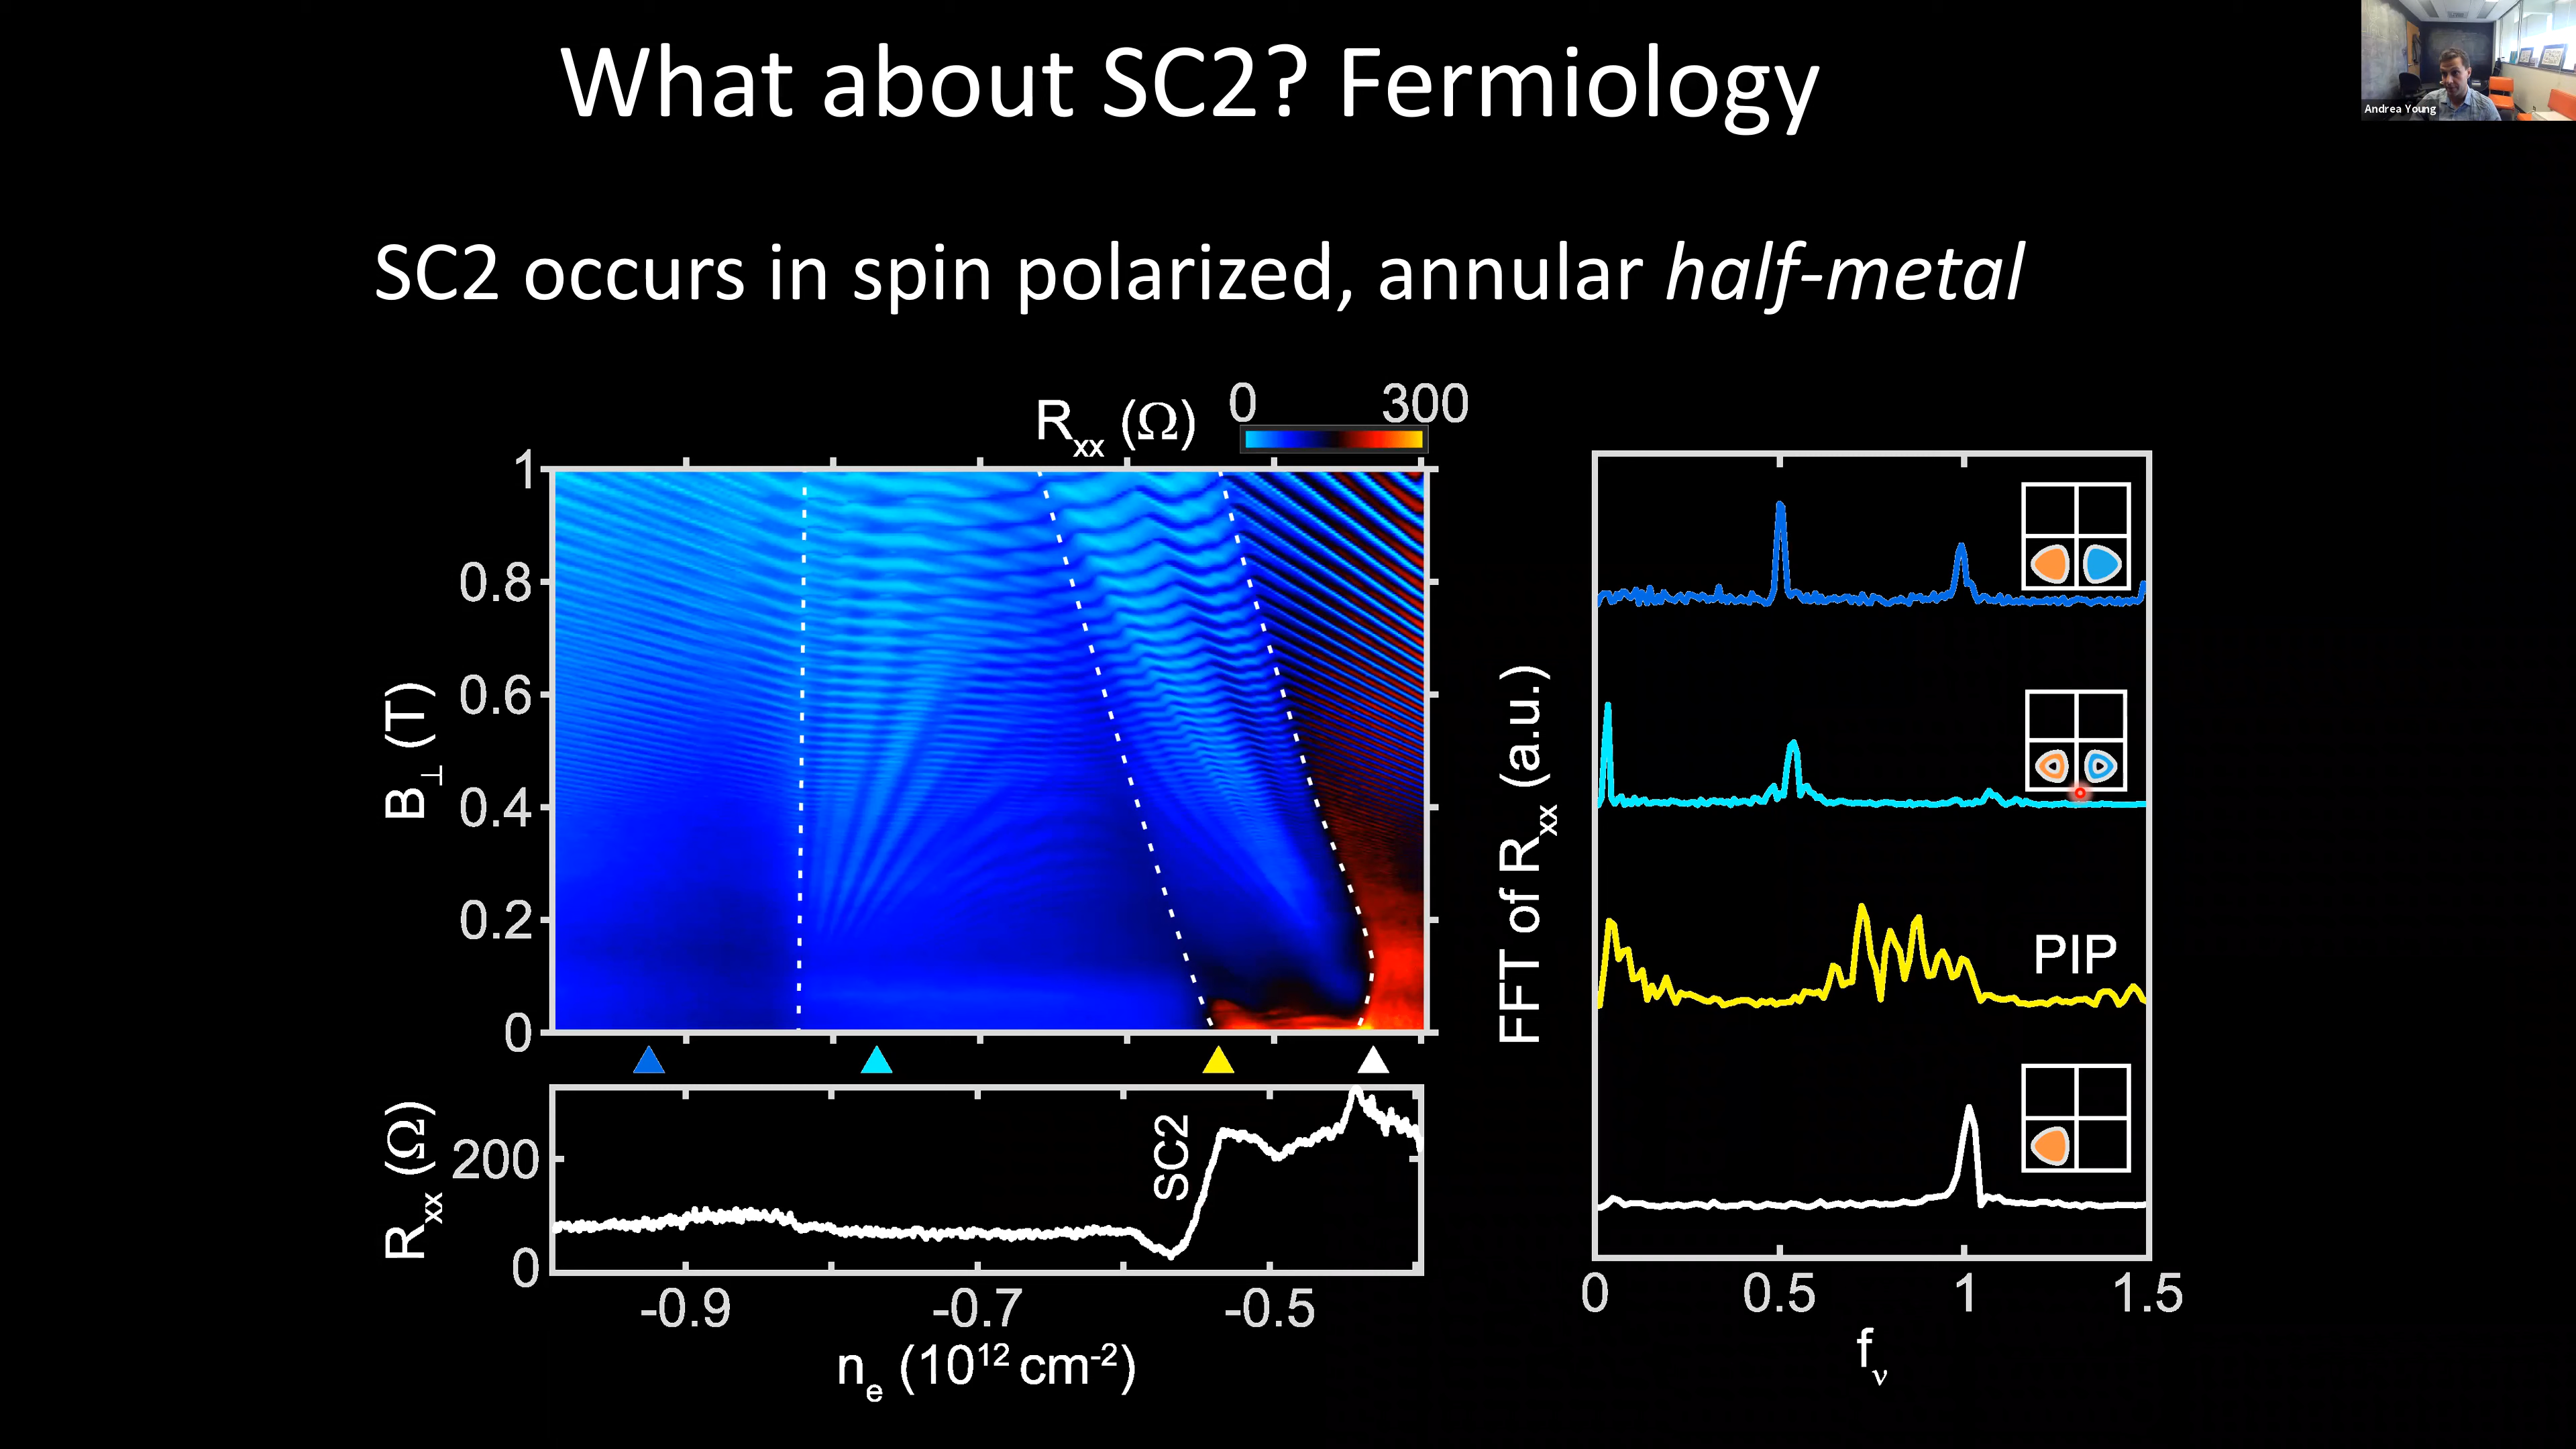 What about SC2? Fermiology
Andrea Young
SC2 occurs in spin polarized, annular half-metal
Rxx (Ω)
0
300
1
0.8
0.6
0.4
0.2
0
B⊥ (T)
Rxx (Ω)
200
0
SC2
-0.9
-0.7
-0.5
ne (10¹² cm⁻²)
FFT of Rxx (a.u.)
PIP
0
0.5
1
1.5
fν